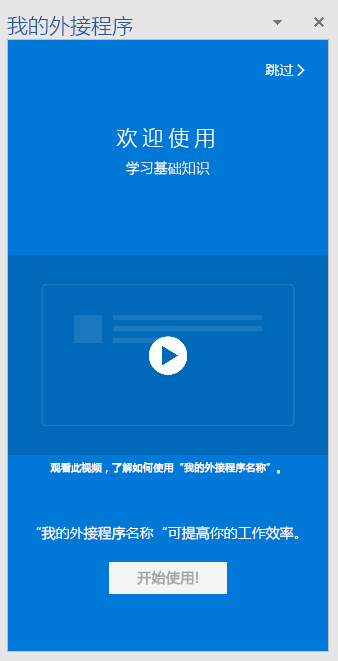 我的外接程序
跳过
欢迎使用
学习基础知识
观看此视频，了解如何使用“我的外接程序名称”。
“我的外接程序名称“可提高你的工作效率。
开始使用!